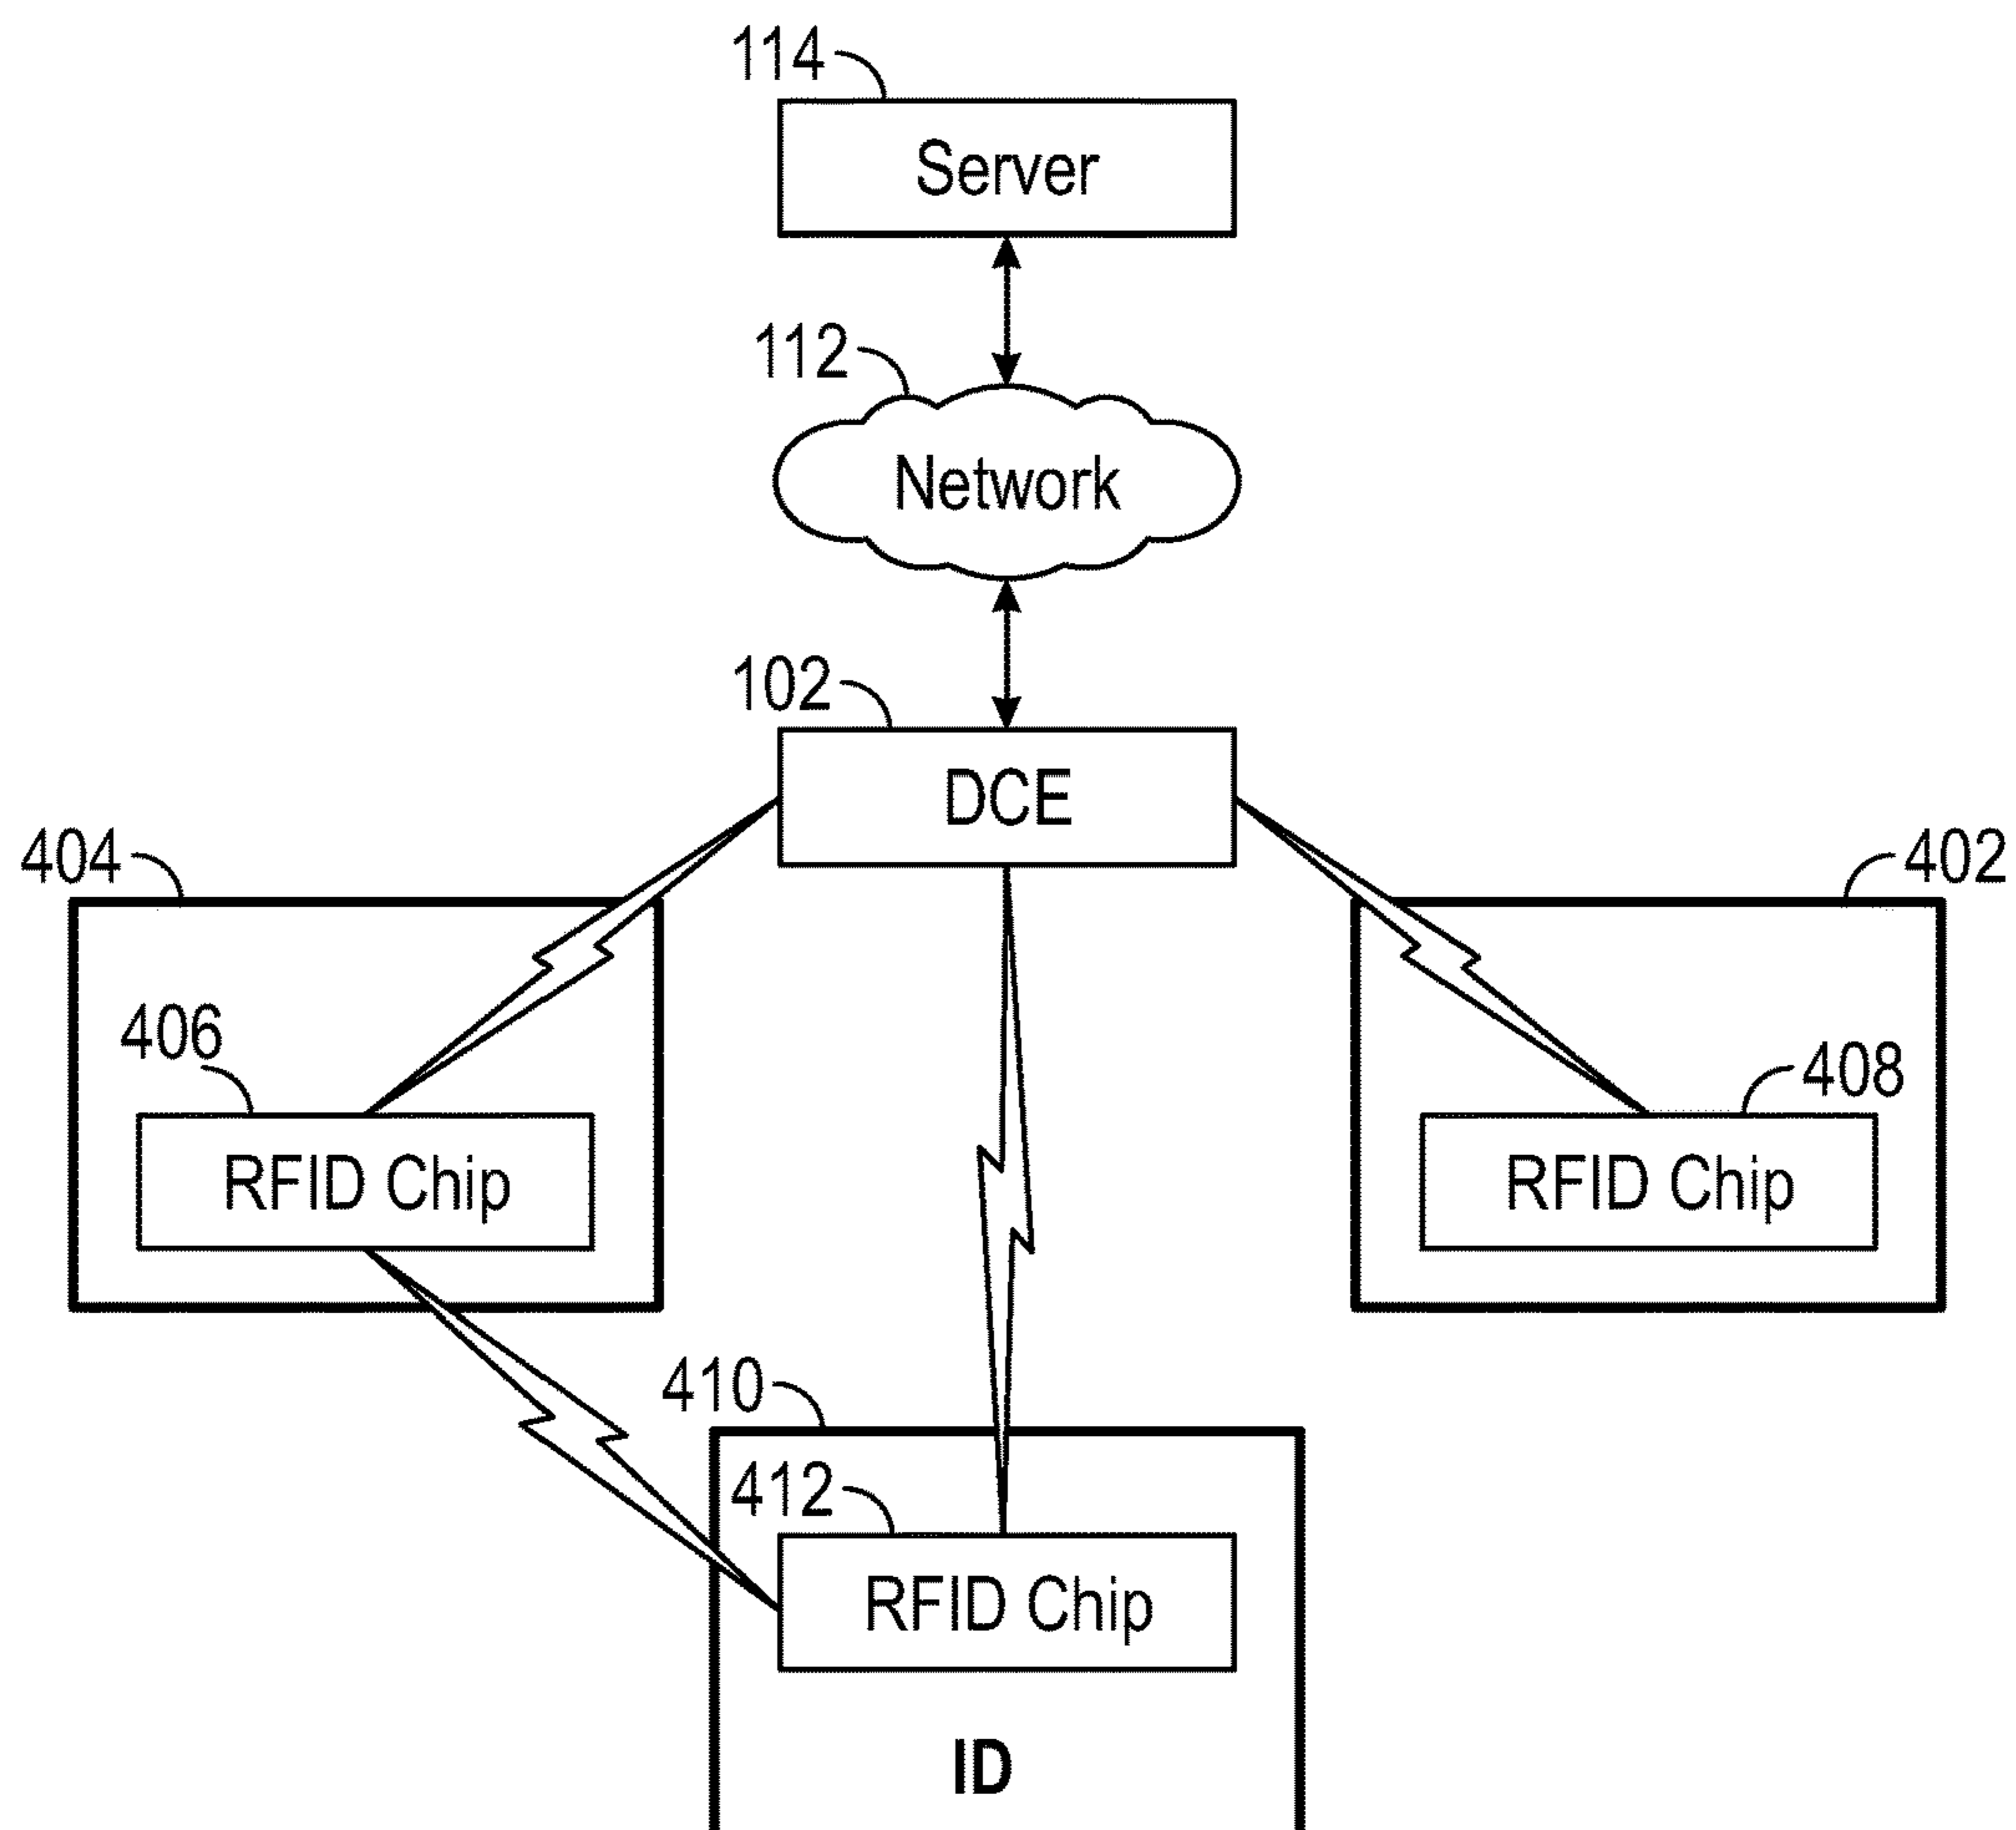 114
Server
112
Network
102
DCE
404
402
406
408
RFID Chip
RFID Chip
410
412
RFID Chip
ID